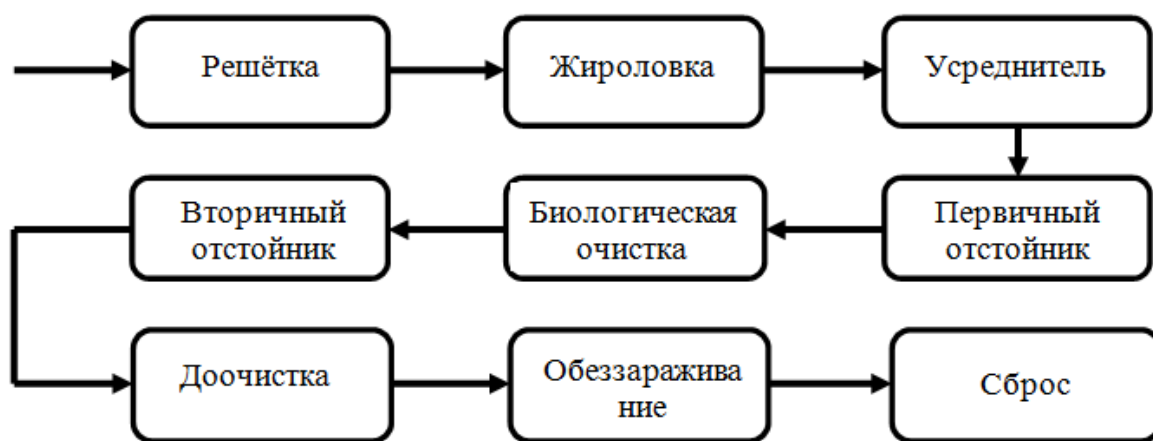 Решётка
Жироловка
Усреднитель
Вторичный
отстойник
Биологическая
очистка
Первичный
отстойник
Доочистка
Обеззаражива
ние
Сброс